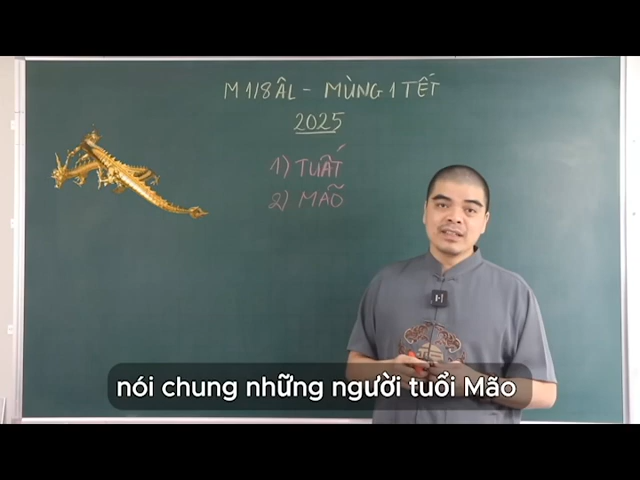 M 1/8 ÂL - MÙNG 1 TẾT
2025
1) TUẤT
2) MÃO
nói chung những người tuổi Mão